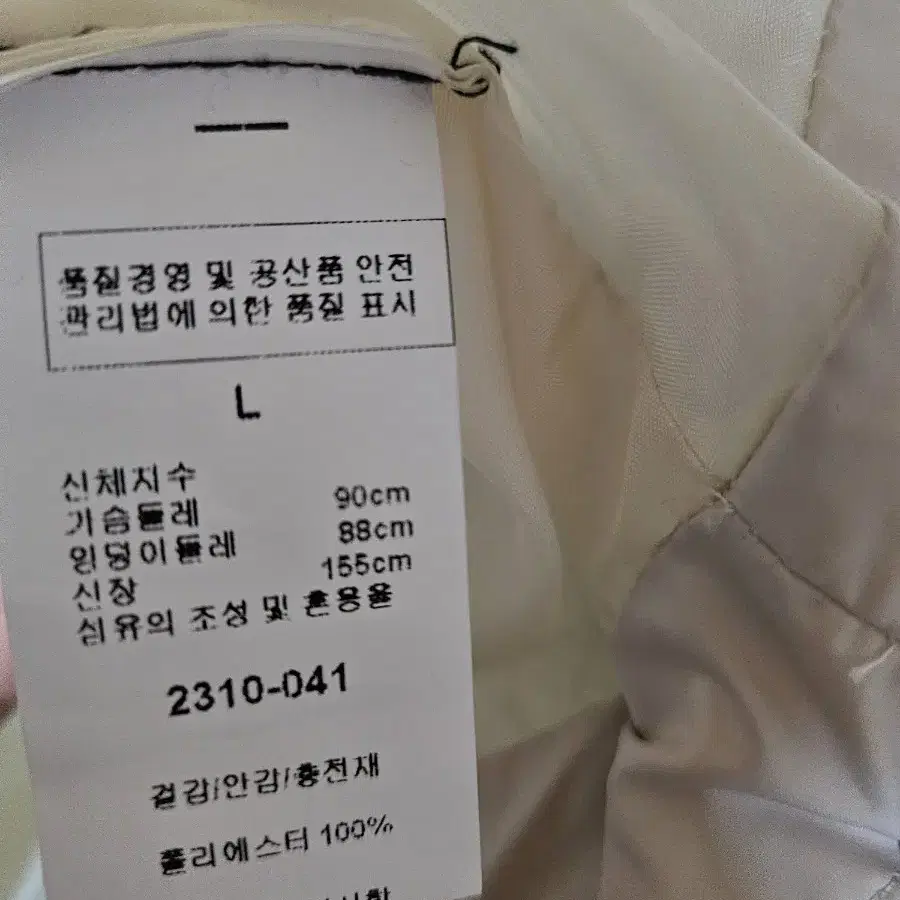 품질경영 및 공산품 안전
관리법에 의한 품질 표시
L
신체지수
가슴둘레 90cm
엉덩이둘레 88cm
신장 155cm
섬유의 조성 및 혼용율
2310-041
겉감/안감/충전재
폴리에스터 100%